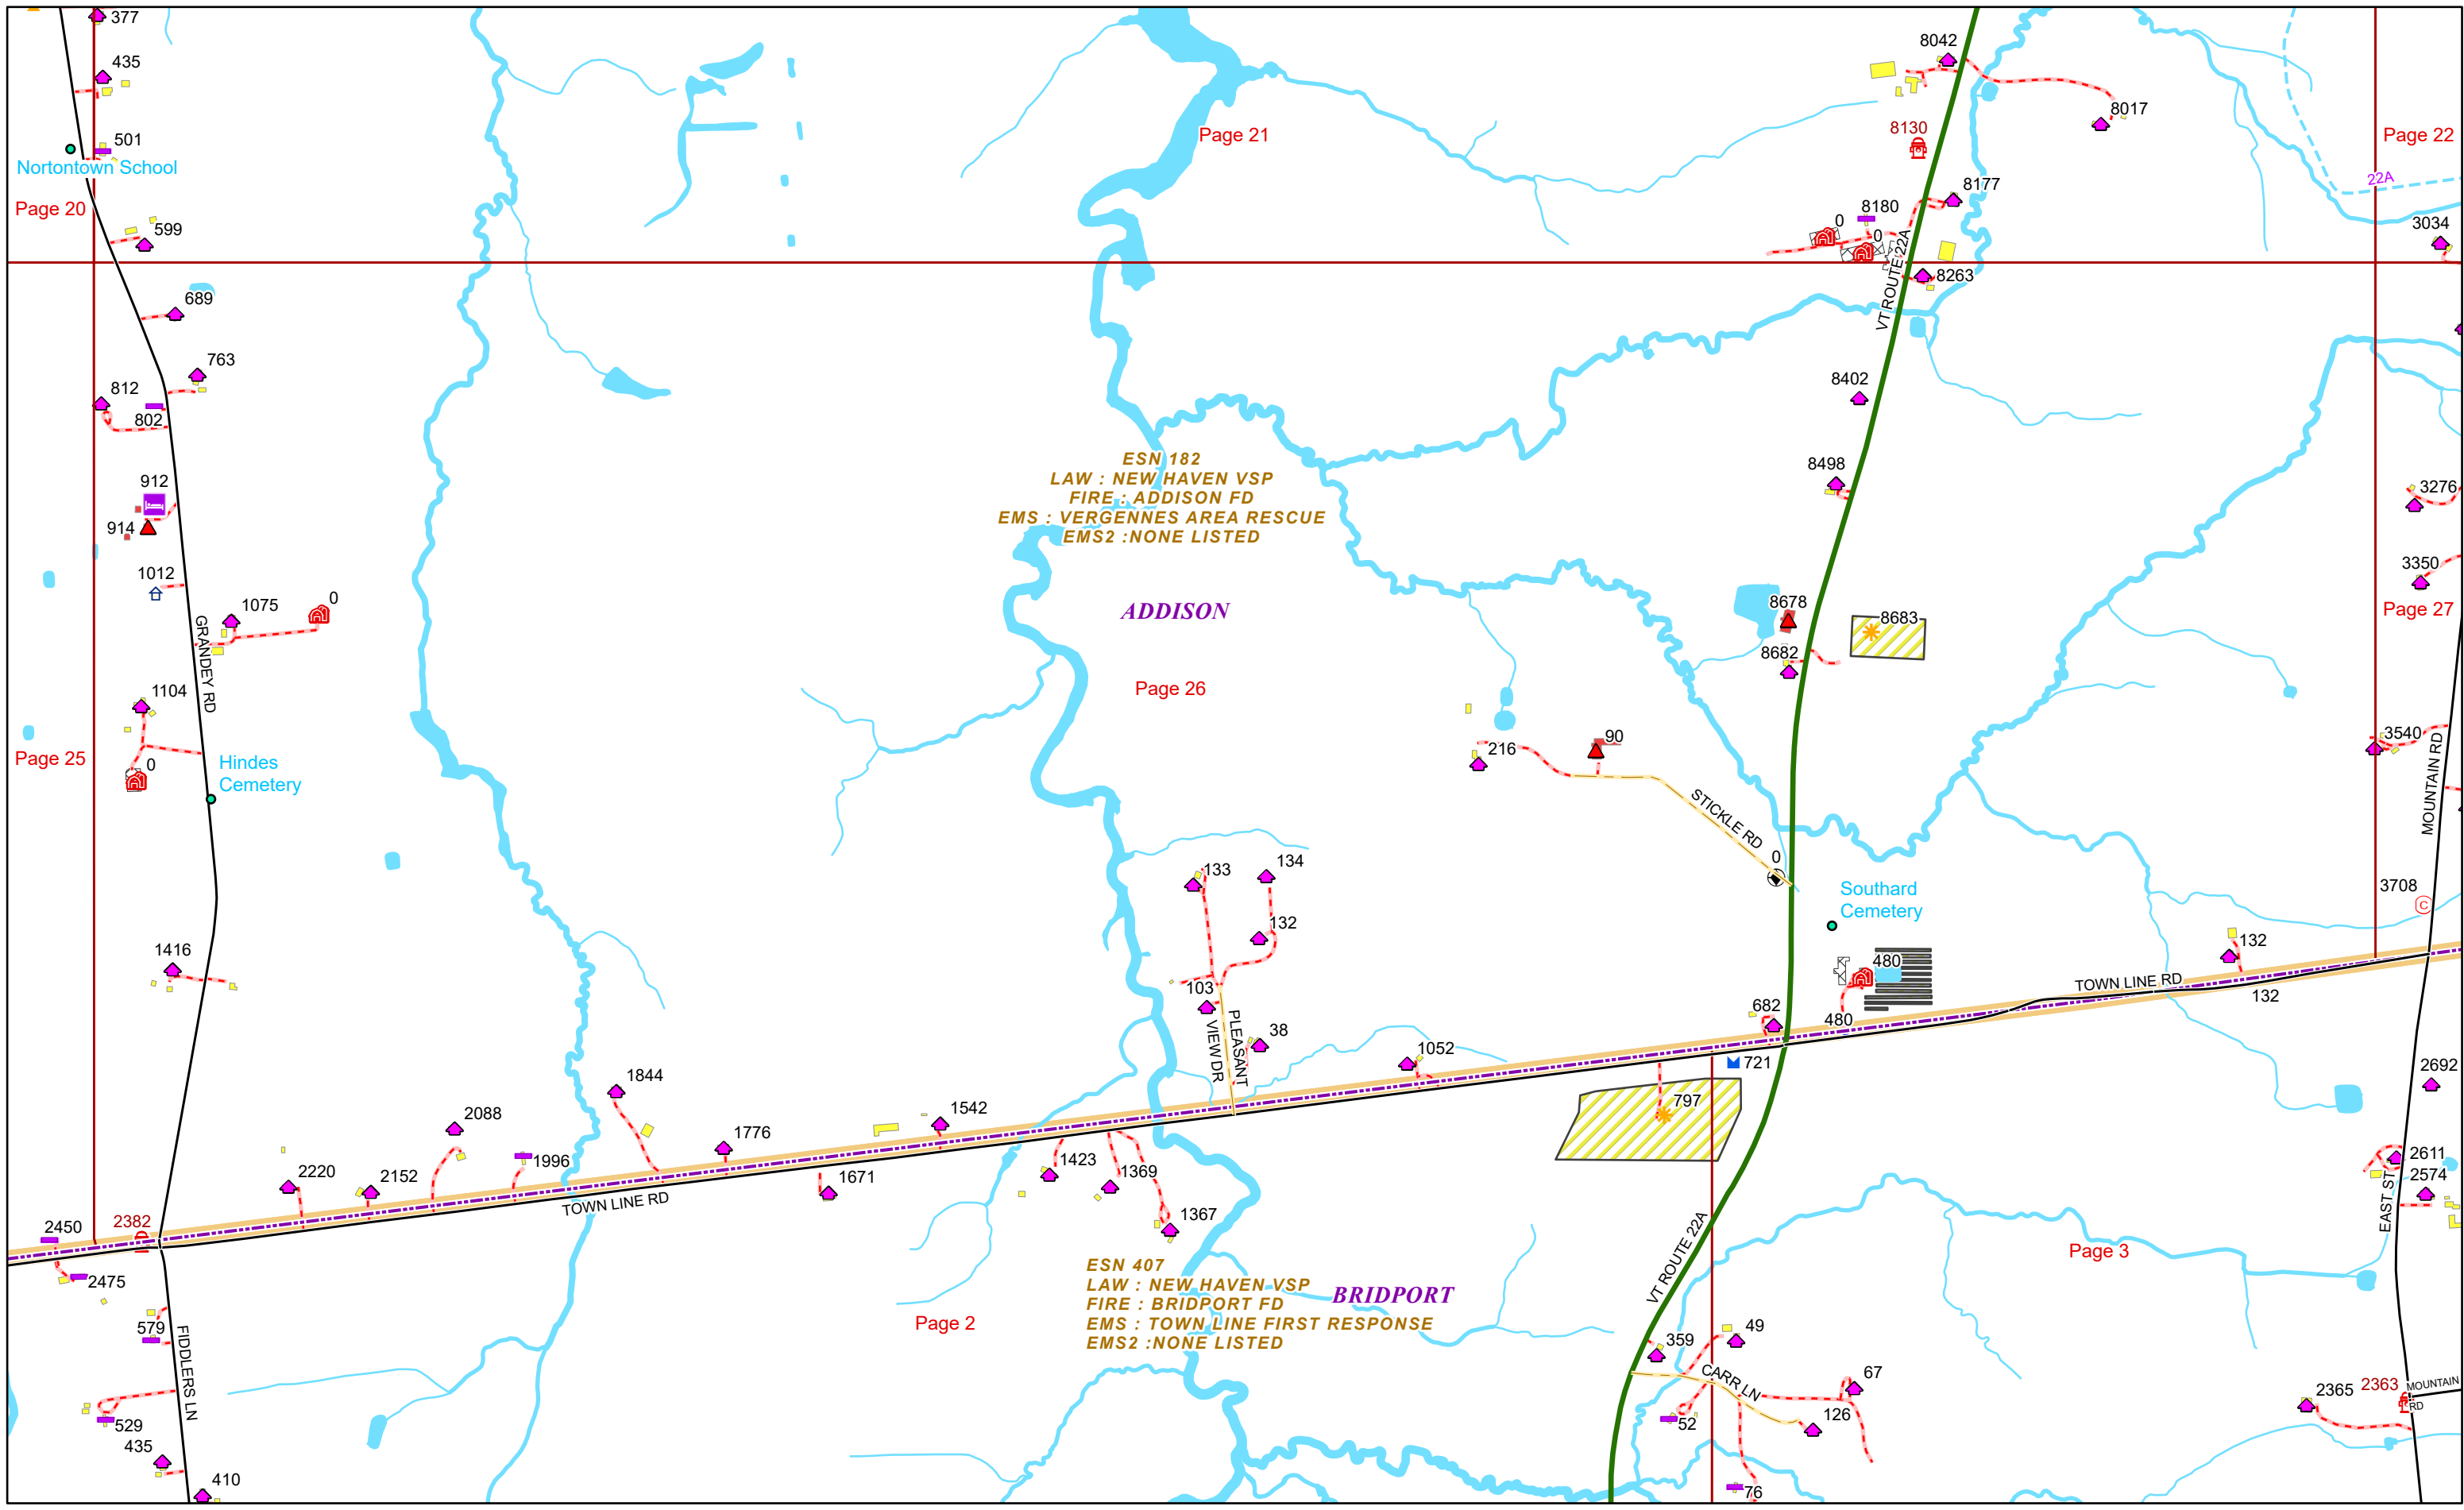 377
8042
435
8017
Page 21
8130
Page 22
501
Nortontown School
22A
8177
Page 20
8180
0
0
3034
599
VT ROUTE 22A
8263
689
763
812
802
8402
ESN 182
LAW : NEW HAVEN VSP
FIRE : ADDISON FD
EMS : VERGENNES AREA RESCUE
EMS2 :NONE LISTED
8498
912
914
3276
3350
1012
1075
0
GRANDEY RD
ADDISON
8678
8683
Page 27
8682
Page 26
1104
0
Page 25
Hindes
Cemetery
216
90
3540
MOUNTAIN RD
STICKLE RD
0
133
134
132
Southard
Cemetery
3708
C
1416
103
PLEASANT
VIEW DR
38
480
480
682
TOWN LINE RD
132
132
1052
721
1844
2692
2088
1542
797
1776
1996
2220
2152
1671
1423
1369
1367
TOWN LINE RD
2611
2574
EAST ST
2450
2382
2475
VT ROUTE 22A
Page 3
ESN 407
LAW : NEW HAVEN VSP
FIRE : BRIDPORT FD
EMS : TOWN LINE FIRST RESPONSE
EMS2 :NONE LISTED
BRIDPORT
Page 2
579
FIDDLERS LN
359
49
CARR LN
67
52
126
2365
2363
MOUNTAIN
RD
529
435
410
76